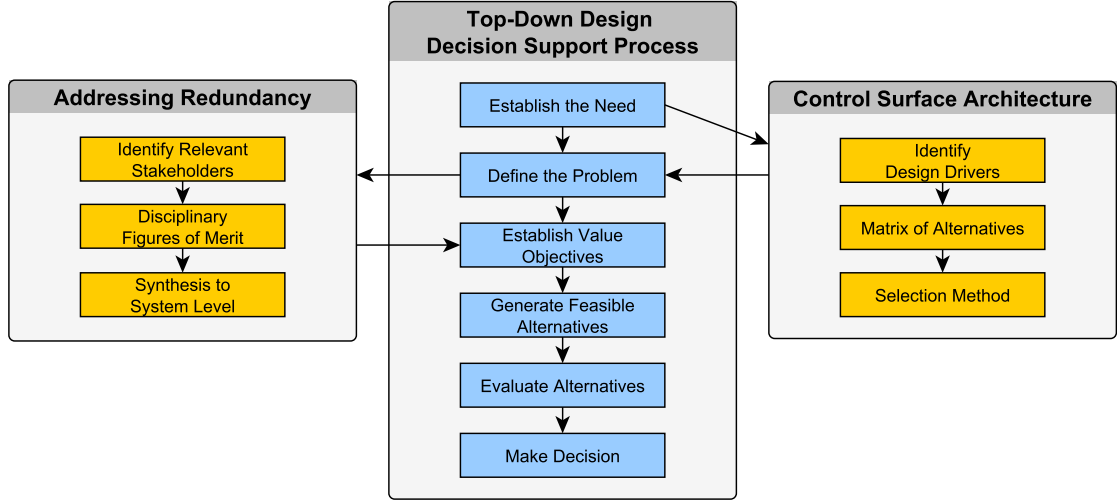 Top-Down Design
Decision Support Process
Addressing Redundancy
Identify Relevant
Stakeholders
Disciplinary
Figures of Merit
Synthesis to
System Level
Establish the Need
Define the Problem
Establish Value
Objectives
Generate Feasible
Alternatives
Evaluate Alternatives
Make Decision
Control Surface Architecture
Identify
Design Drivers
Matrix of Alternatives
Selection Method